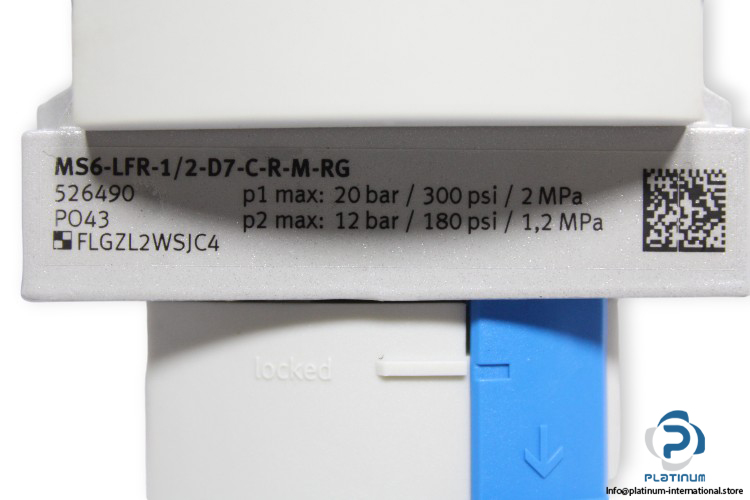 MS6-LFR-1/2-D7-C-R-M-RG
526490 p1 max: 20 bar / 300 psi / 2 MPa
PO43 p2 max: 12 bar / 180 psi / 1,2 MPa
FLGZL2WSJC4
locked
PLATINUM
Info@platinum-international.store